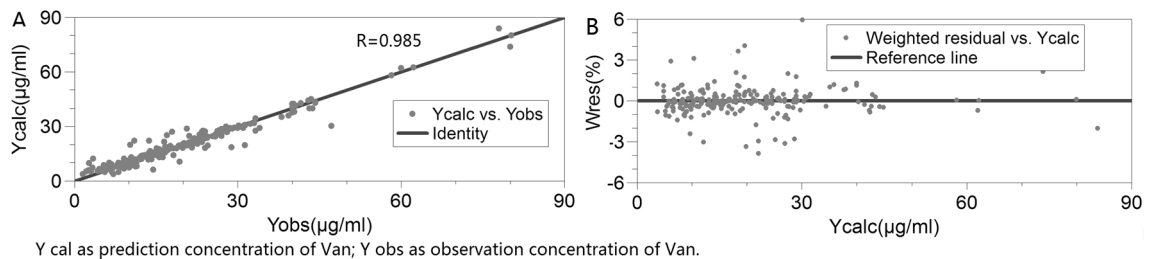 A
90
60
30
0
Ycalc(µg/ml)
R=0.985
Ycalc vs. Yobs
Identity
0 30 60 90
Yobs(µg/ml)
B
6
3
0
-3
-6
Wres(%)
Weighted residual vs. Ycalc
Reference line
0 30 60 90
Ycalc(µg/ml)
Y cal as prediction concentration of Van; Y obs as observation concentration of Van.